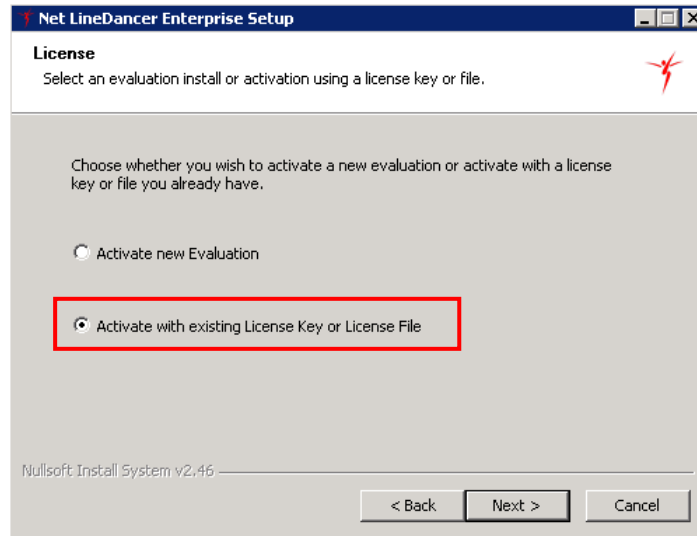 Net LineDancer Enterprise Setup
License
Select an evaluation install or activation using a license key or file.
Choose whether you wish to activate a new evaluation or activate with a license
key or file you already have.
Activate new Evaluation
Activate with existing License Key or License File
Nullsoft Install System v2.46
< Back Next > Cancel